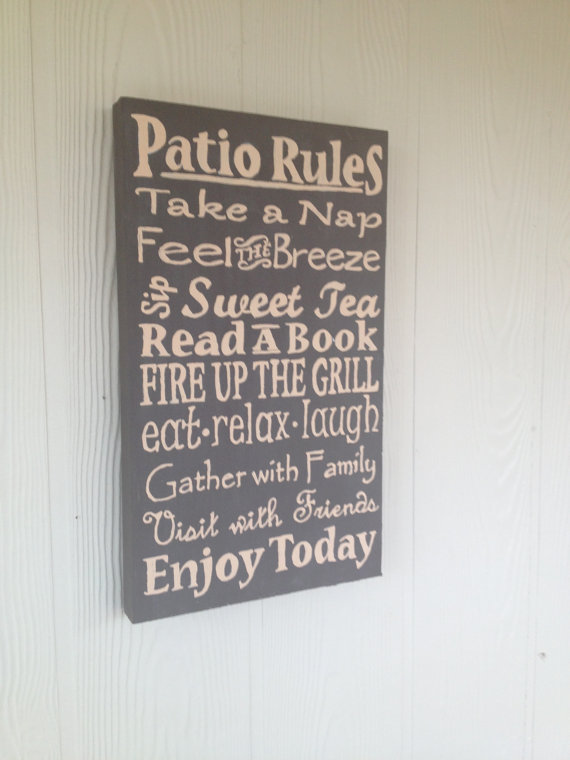 Patio Rules
Take a Nap
Feel THE Breeze
Sip Sweet Tea
Read A Book
FIRE UP THE GRILL
eat·relax·laugh
Gather with Family
Visit with Friends
Enjoy Today